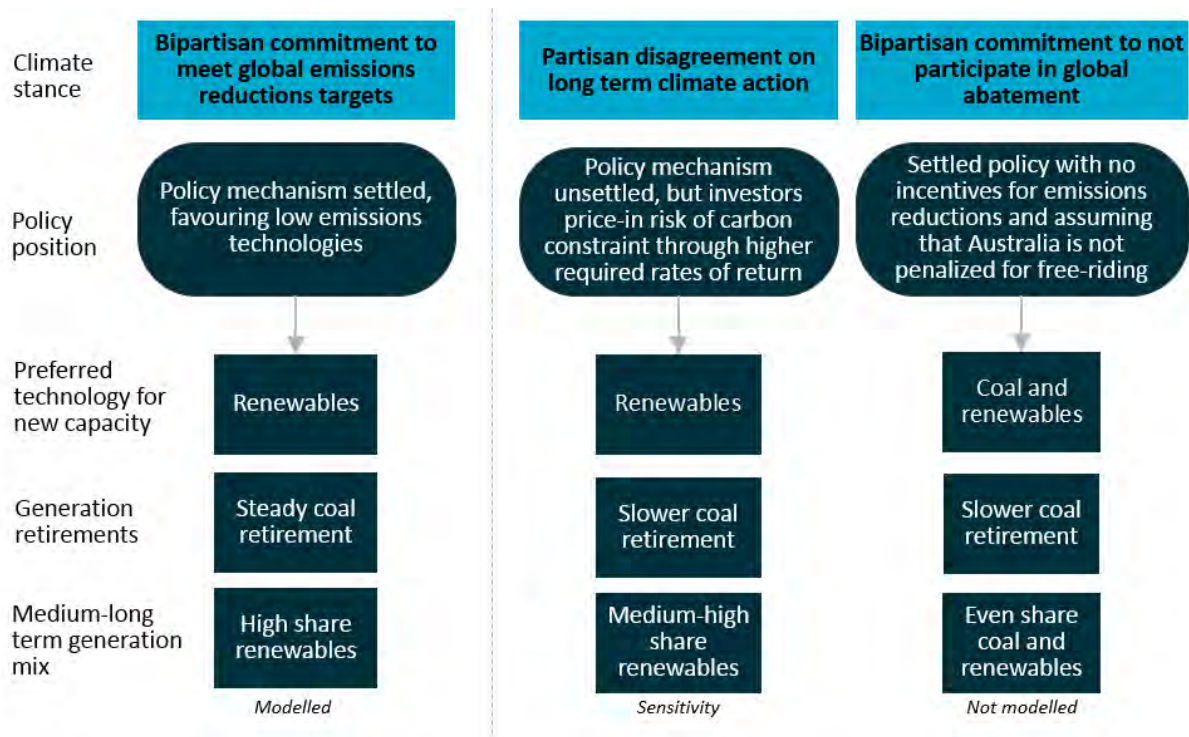 Climate
stance
Bipartisan commitment to
meet global emissions
reductions targets
Partisan disagreement on
long term climate action
Bipartisan commitment to not
participate in global
abatement
Policy
position
Policy mechanism settled,
favouring low emissions
technologies
Policy mechanism
unsettled, but investors
price-in risk of carbon
constraint through higher
required rates of return
Settled policy with no
incentives for emissions
reductions and assuming
that Australia is not
penalized for free-riding
Preferred
technology for
new capacity
Renewables
Renewables
Coal and
renewables
Generation
retirements
Steady coal
retirement
Slower coal
retirement
Slower coal
retirement
Medium-long
term generation
mix
High share
renewables
Medium-high
share
renewables
Even share
coal and
renewables
Modelled
Sensitivity
Not modelled